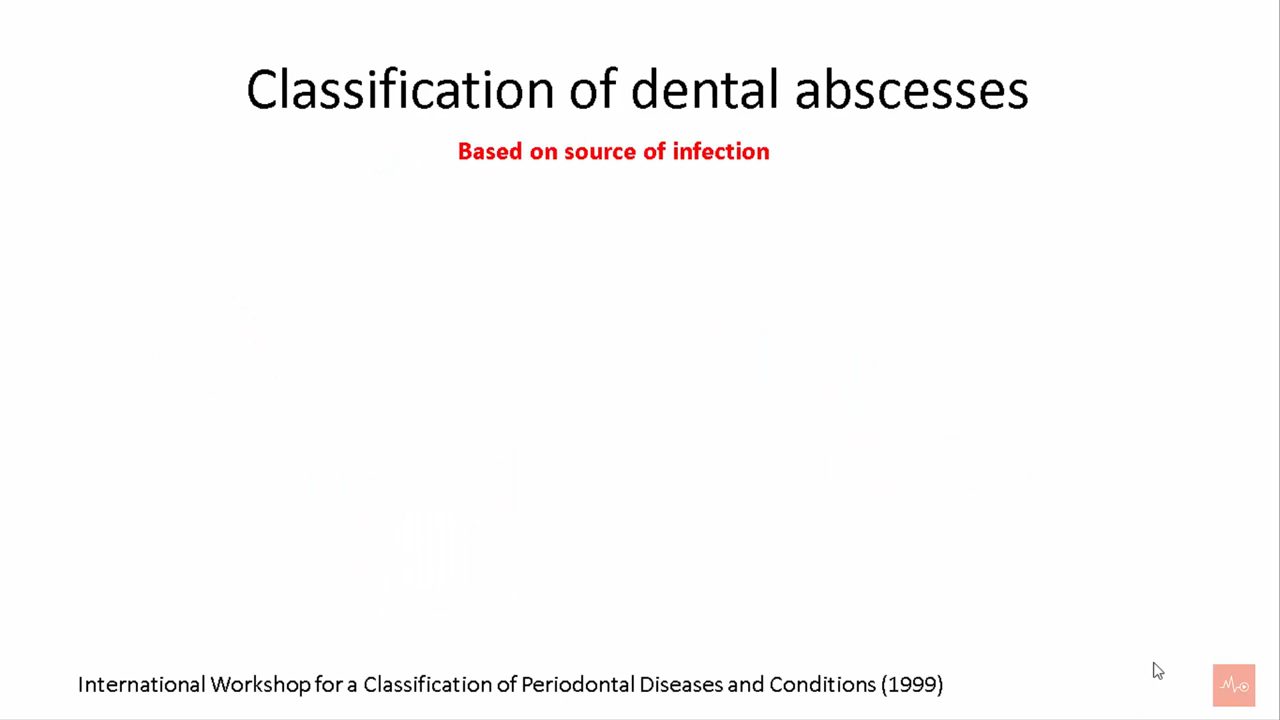 Classification of dental abscesses
Based on source of infection
International Workshop for a Classification of Periodontal Diseases and Conditions (1999)